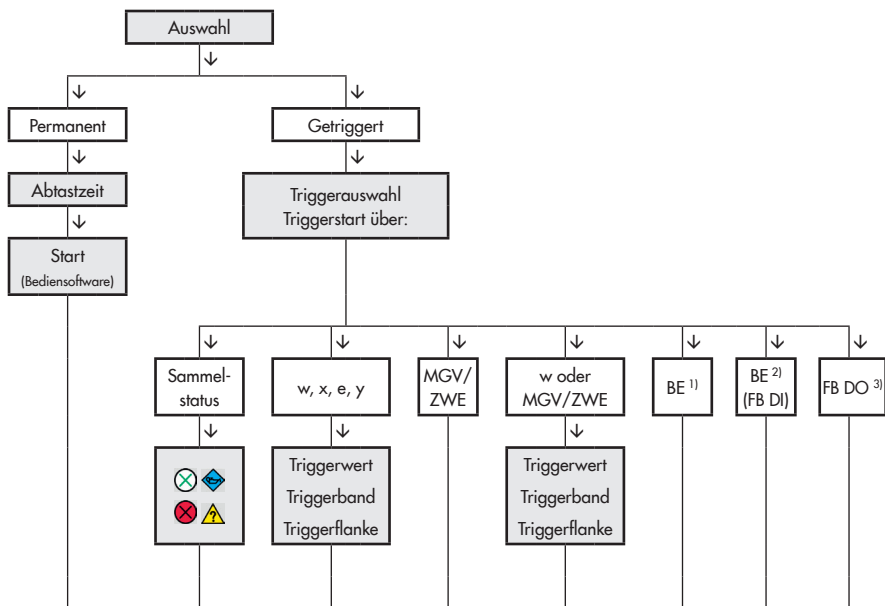 Auswahl
Permanent
Getriggert
Abtastzeit
Triggerauswahl
Triggerstart über:
Start
(Bediensoftware)
Sammel-
status
w, x, e, y
MGV/
ZWE
w oder
MGV/ZWE
BE 1)
BE 2)
(FB DI)
FB DO 3)
Triggerwert
Triggerband
Triggerflanke
Triggerwert
Triggerband
Triggerflanke
?